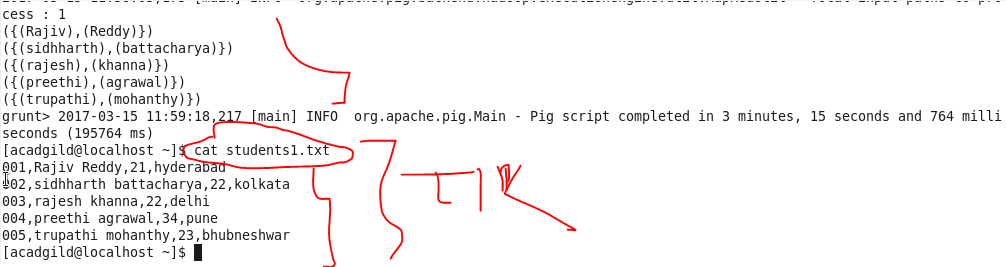 cess : 1
({(Rajiv),(Reddy)})
({(sidhharth),(battacharya)})
({(rajesh),(khanna)})
({(preethi),(agrawal)})
({(trupathi),(mohanthy)})
grunt> 2017-03-15 11:59:18,217 [main] INFO  org.apache.pig.Main - Pig script completed in 3 minutes, 15 seconds and 764 milli
seconds (195764 ms)
[acadgild@localhost ~]$ cat students1.txt
001,Rajiv Reddy,21,hyderabad
002,sidhharth battacharya,22,kolkata
003,rajesh khanna,22,delhi
004,preethi agrawal,34,pune
005,trupathi mohanthy,23,bhubneshwar
[acadgild@localhost ~]$